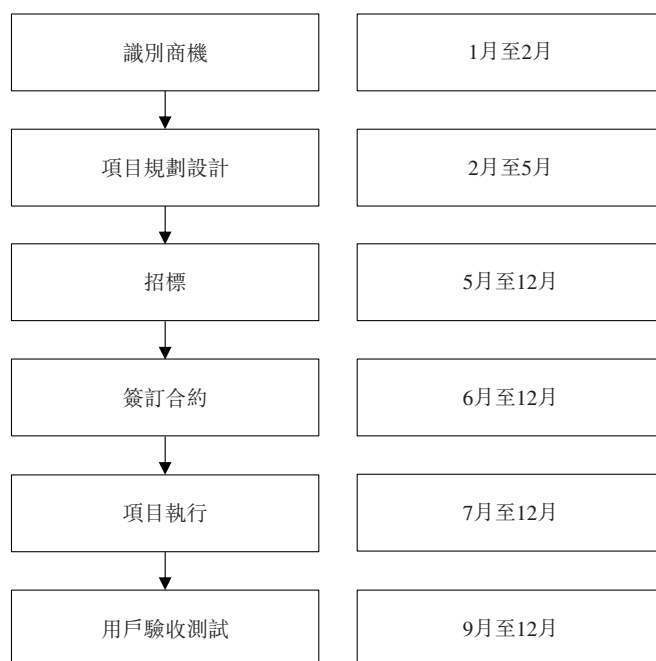 識別商機
1月至2月
項目規劃設計
2月至5月
招標
5月至12月
簽訂合約
6月至12月
項目執行
7月至12月
用戶驗收測試
9月至12月